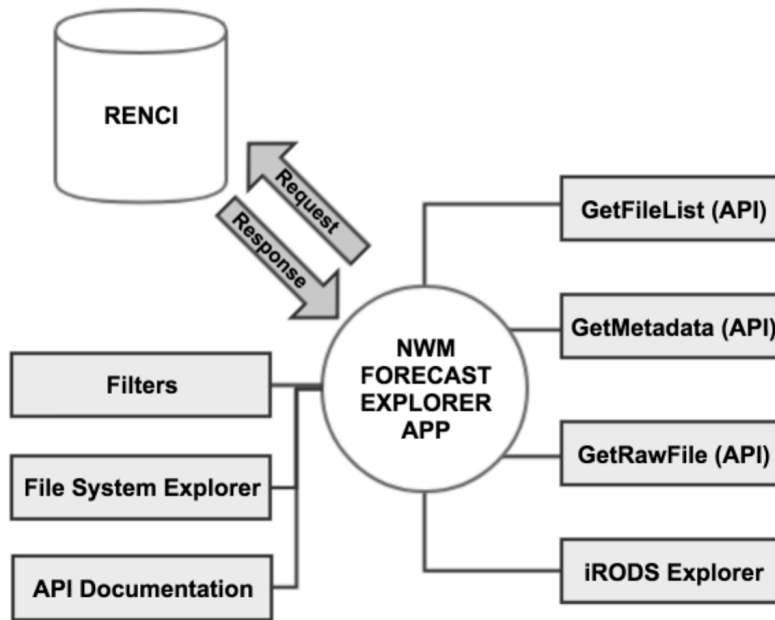 RENCI
Request
Response
GetFileList (API)
GetMetadata (API)
NWM
FORECAST
EXPLORER
APP
Filters
GetRawFile (API)
File System Explorer
API Documentation
iRODS Explorer